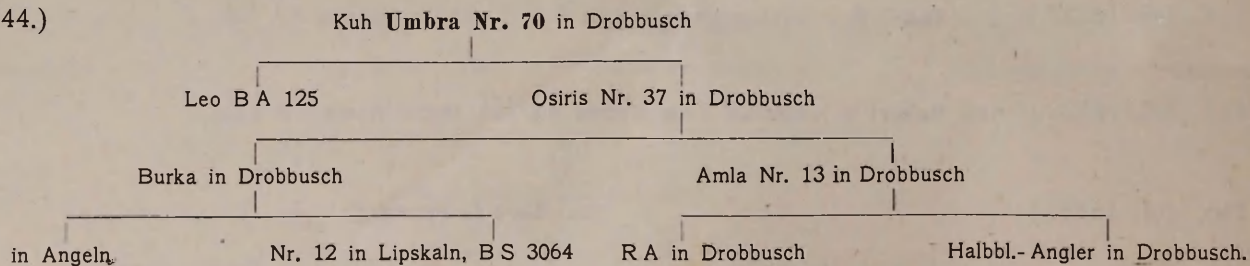 44.)
Kuh Umbra Nr. 70 in Drobbusch
Leo B A 125 Osiris Nr. 37 in Drobbusch
Burka in Drobbusch Amla Nr. 13 in Drobbusch
in Angeln Nr. 12 in Lipskaln, B S 3064 R A in Drobbusch Halbbl.-Angler in Drobbusch.